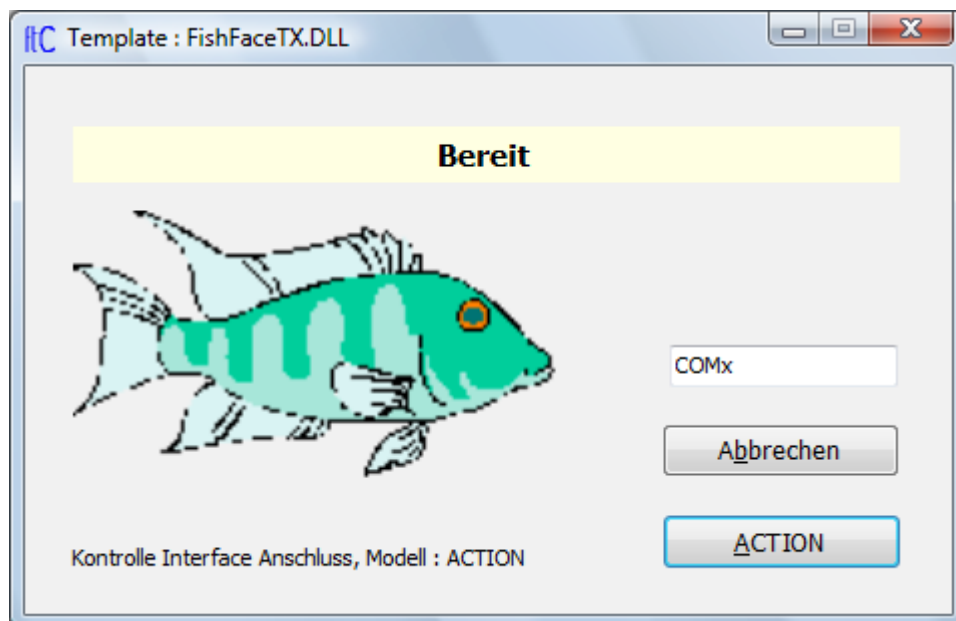 ftC Template : FishFaceTX.DLL
Bereit
COMx
Abbrechen
ACTION
Kontrolle Interface Anschluss, Modell : ACTION